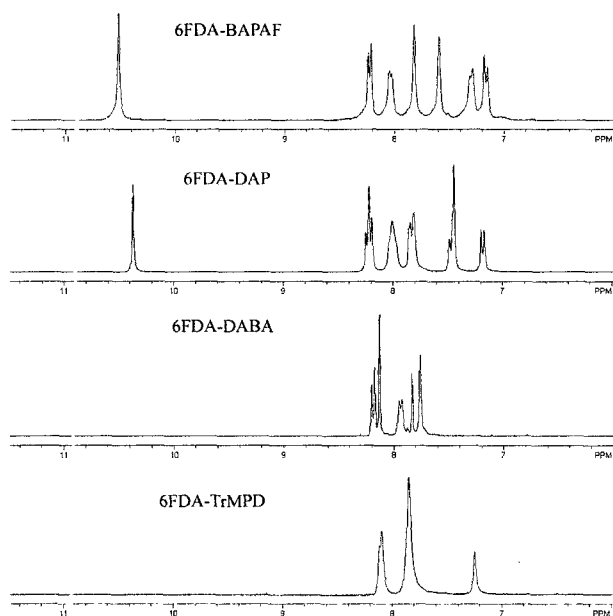 6FDA-BAPAF
11 10 9 8 7 PPM
6FDA-DAP
11 10 9 8 7 PPM
6FDA-DABA
11 10 9 8 7 PPM
6FDA-TrMPD
11 10 9 8 7 PPM